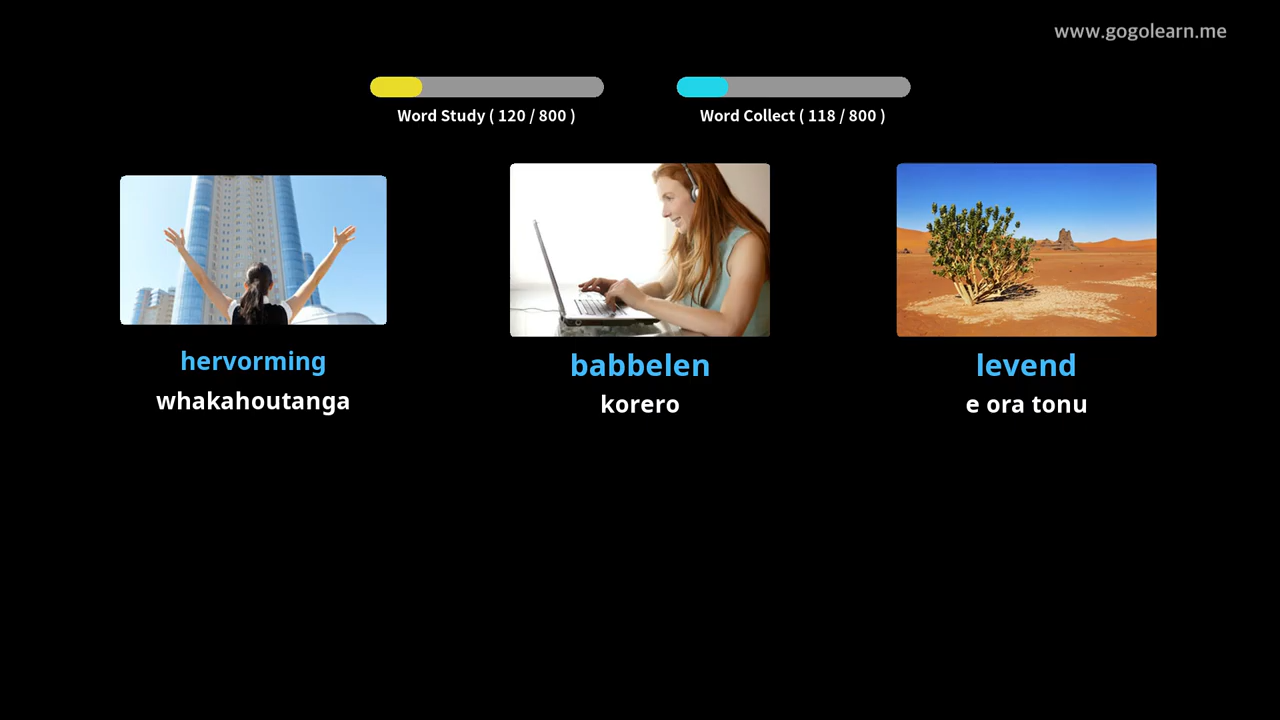 www.gogolearn.me
Word Study ( 120 / 800 )
Word Collect ( 118 / 800 )
hervorming
whakahoutanga
babbelen
korero
levend
e ora tonu